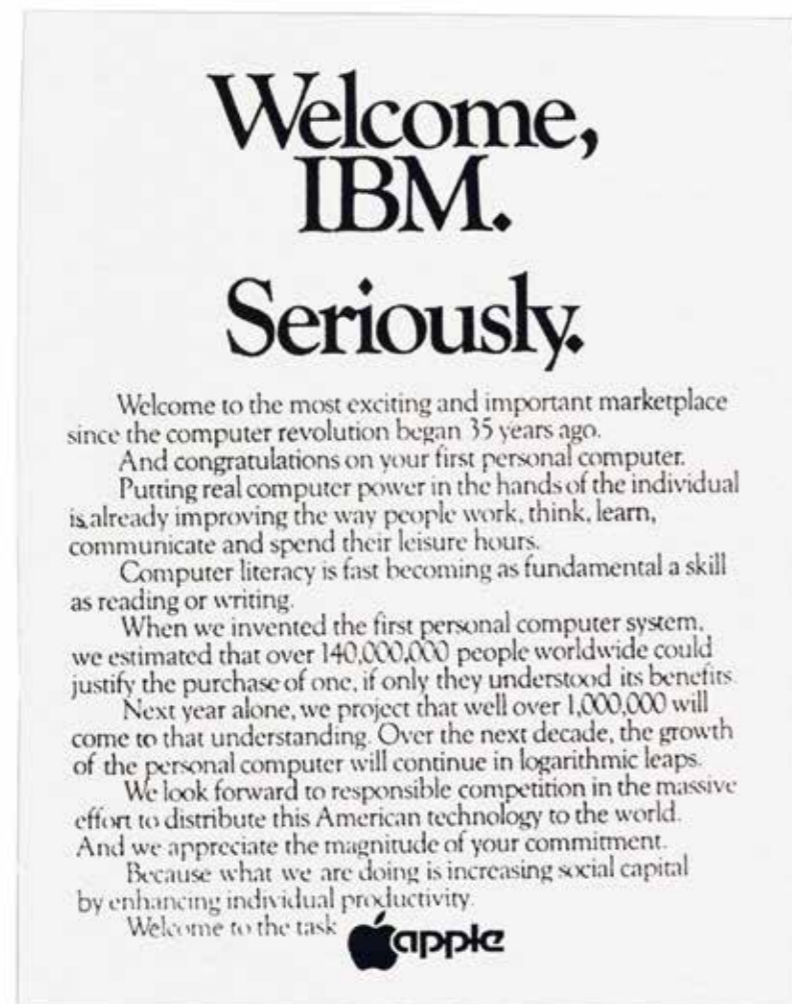 Welcome,
IBM.
Seriously.
Welcome to the most exciting and important marketplace
since the computer revolution began 35 years ago.
And congratulations on your first personal computer.
Putting real computer power in the hands of the individual
is already improving the way people work, think, learn,
communicate and spend their leisure hours.
Computer literacy is fast becoming as fundamental a skill
as reading or writing.
When we invented the first personal computer system,
we estimated that over 140,000,000 people worldwide could
justify the purchase of one, if only they understood its benefits.
Next year alone, we project that well over 1,000,000 will
come to that understanding. Over the next decade, the growth
of the personal computer will continue in logarithmic leaps.
We look forward to responsible competition in the massive
effort to distribute this American technology to the world.
And we appreciate the magnitude of your commitment.
Because what we are doing is increasing social capital
by enhancing individual productivity.
Welcome to the task
apple